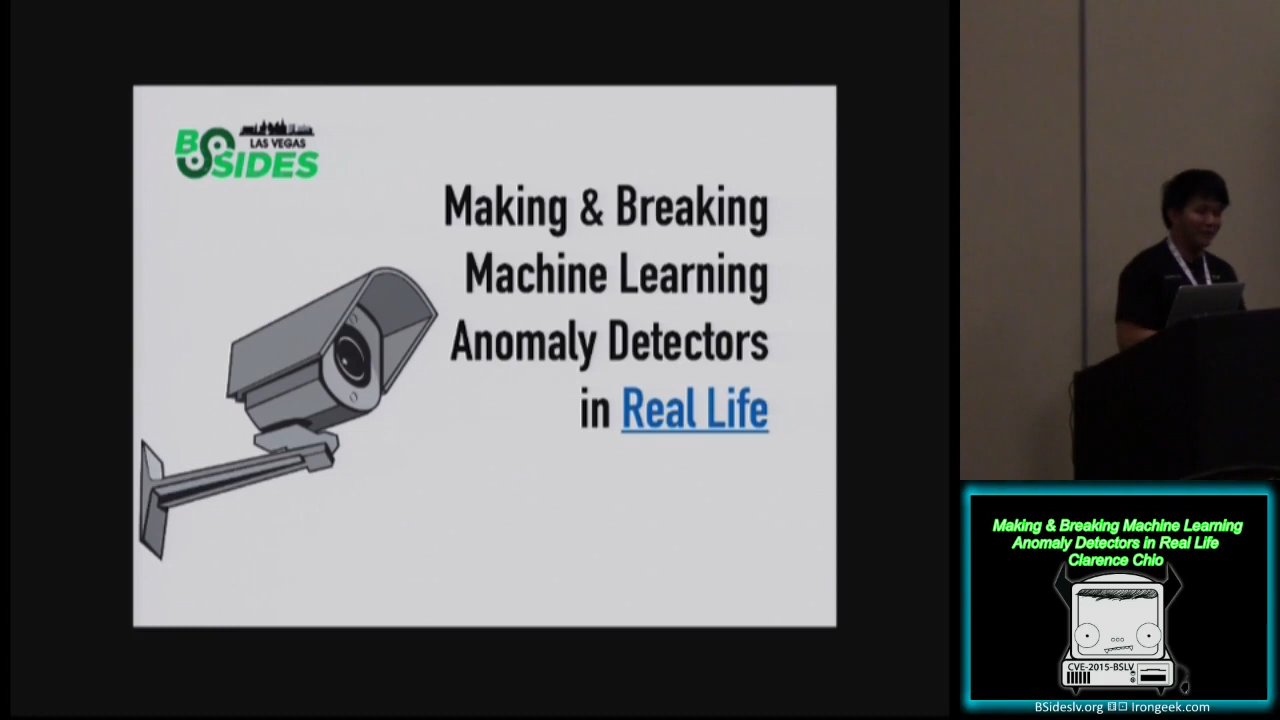 BSIDES
LAS VEGAS
Making & Breaking
Machine Learning
Anomaly Detectors
in Real Life
Making & Breaking Machine Learning
Anomaly Detectors in Real Life
Clarence Chio
CVE-2015-BSLV
BSideslv.org Irongeek.com